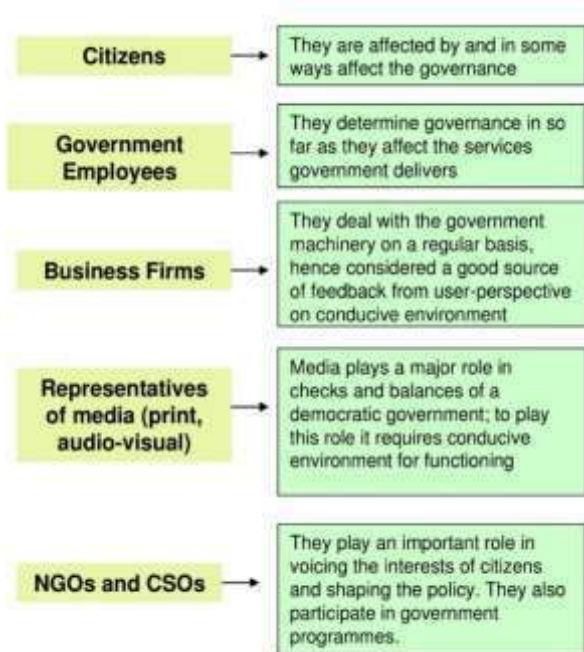 Citizens
They are affected by and in some
ways affect the governance
Government
Employees
They determine governance in so
far as they affect the services
government delivers
Business Firms
They deal with the government
machinery on a regular basis,
hence considered a good source
of feedback from user-perspective
on conducive environment
Representatives
of media (print,
audio-visual)
Media plays a major role in
checks and balances of a
democratic government; to play
this role it requires conducive
environment for functioning
NGOs and CSOs
They play an important role in
voicing the interests of citizens
and shaping the policy. They also
participate in government
programmes.